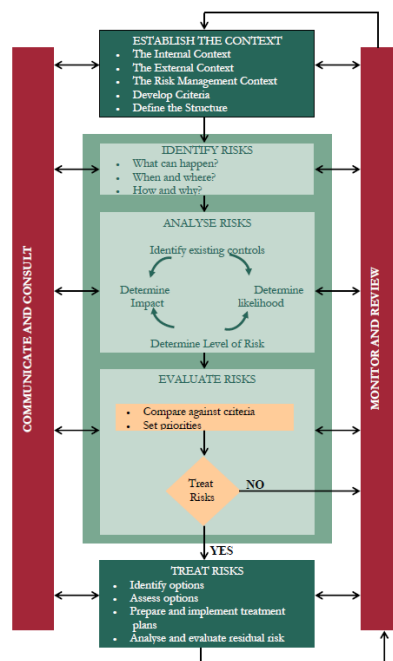 ESTABLISH THE CONTEXT
• The Internal Context
• The External Context
• The Risk Management Context
• Develop Criteria
• Define the Structure
COMMUNICATE AND CONSULT
MONITOR AND REVIEW
IDENTIFY RISKS
• What can happen?
• When and where?
• How and why?
ANALYSE RISKS
Identify existing controls
Determine
Impact
Determine
likelihood
Determine Level of Risk
EVALUATE RISKS
• Compare against criteria
• Set priorities
Treat
Risks
NO
YES
TREAT RISKS
• Identify options
• Assess options
• Prepare and implement treatment
plans
• Analyse and evaluate residual risk